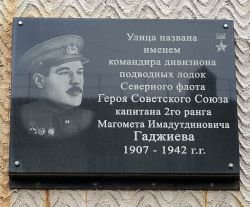 Улица названа
именем
командира дивизиона
подводных лодок
Северного флота
Героя Советского Союза
капитана 2го ранга
Магомета Имадутдиновича
Гаджиева
1907 - 1942 г.г.